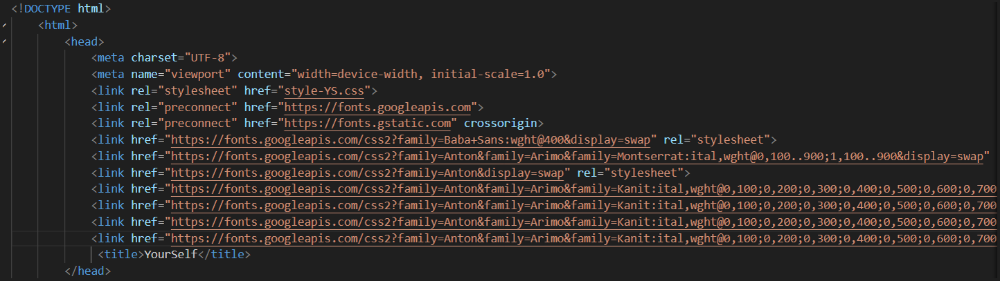 <!DOCTYPE html>
<html>
<head>
<meta charset="UTF-8">
<meta name="viewport" content="width=device-width, initial-scale=1.0">
<link rel="stylesheet" href="style-YS.css">
<link rel="preconnect" href="https://fonts.googleapis.com">
<link rel="preconnect" href="https://fonts.gstatic.com" crossorigin>
<link href="https://fonts.googleapis.com/css2?family=Baba+Sans:wght@400&display=swap" rel="stylesheet">
<link href="https://fonts.googleapis.com/css2?family=Anton&family=Arimo&family=Montserrat:ital,wght@0,100..900;1,100..900&display=swap"
<link href="https://fonts.googleapis.com/css2?family=Anton&display=swap" rel="stylesheet">
<link href="https://fonts.googleapis.com/css2?family=Anton&family=Arimo&family=Kanit:ital,wght@0,100;0,200;0,300;0,400;0,500;0,600;0,700
<link href="https://fonts.googleapis.com/css2?family=Anton&family=Arimo&family=Kanit:ital,wght@0,100;0,200;0,300;0,400;0,500;0,600;0,700
<link href="https://fonts.googleapis.com/css2?family=Anton&family=Arimo&family=Kanit:ital,wght@0,100;0,200;0,300;0,400;0,500;0,600;0,700
<link href="https://fonts.googleapis.com/css2?family=Anton&family=Arimo&family=Kanit:ital,wght@0,100;0,200;0,300;0,400;0,500;0,600;0,700
<title>YourSelf</title>
</head>